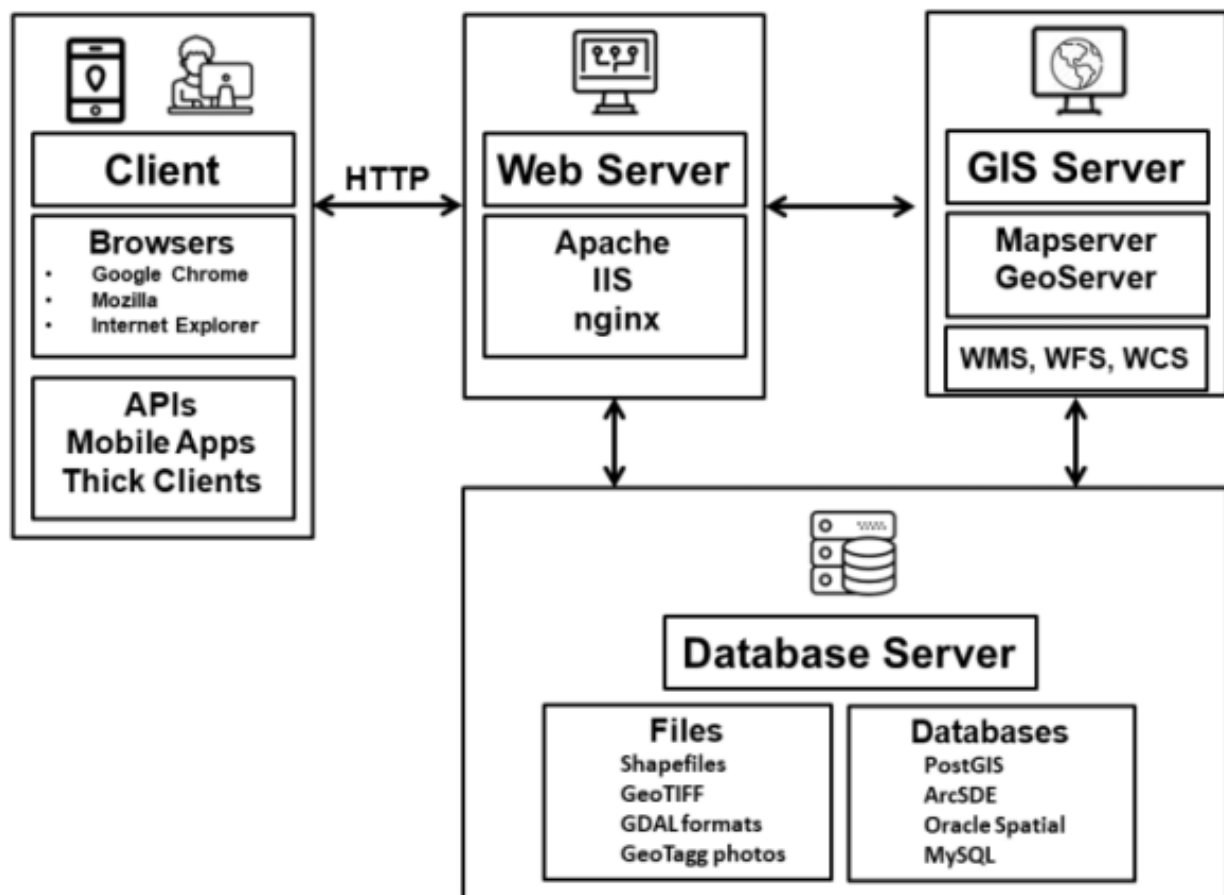 Client
Browsers
• Google Chrome
• Mozilla
• Internet Explorer
APIs
Mobile Apps
Thick Clients
HTTP
Web Server
Apache
IIS
nginx
GIS Server
Mapserver
GeoServer
WMS, WFS, WCS
Database Server
Files
Shapefiles
GeoTIFF
GDAL formats
GeoTagg photos
Databases
PostGIS
ArcSDE
Oracle Spatial
MySQL